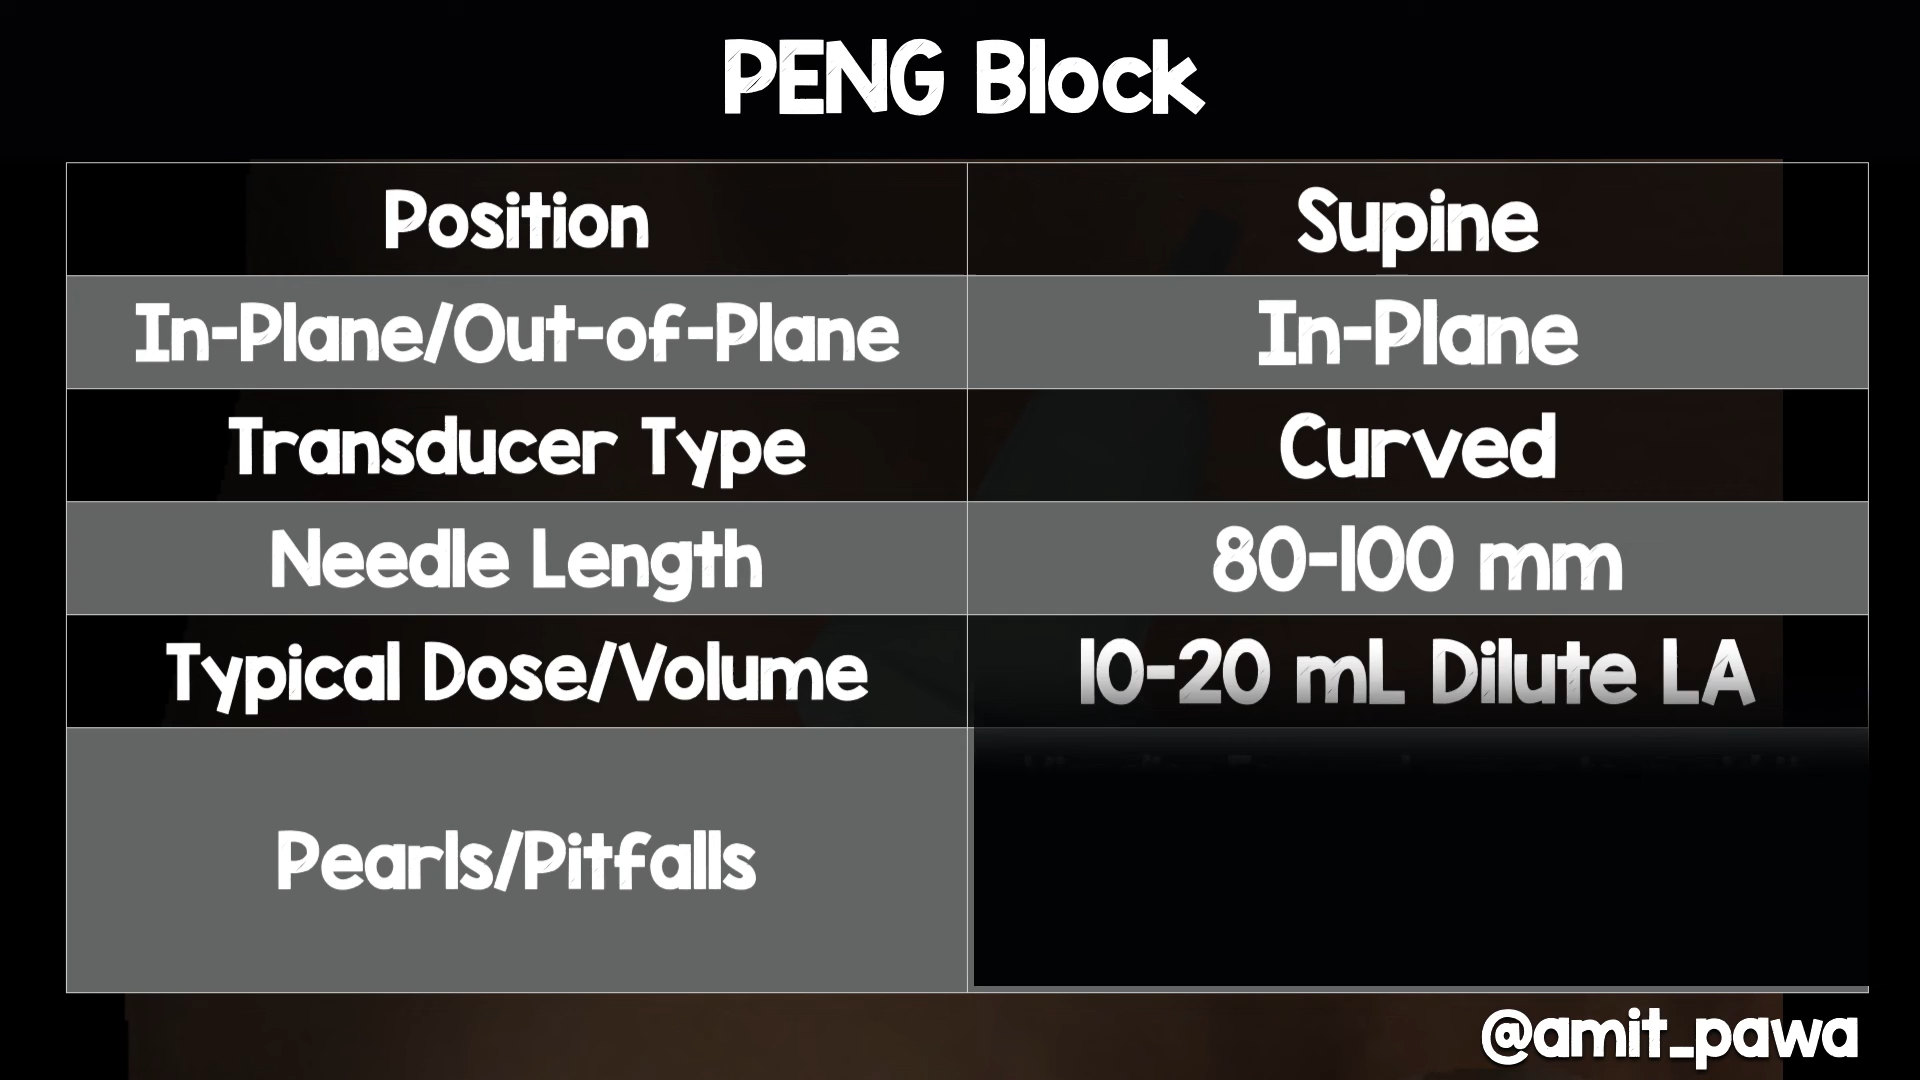 PENG Block
Position Supine
In-Plane/Out-of-Plane In-Plane
Transducer Type Curved
Needle Length 80-100 mm
Typical Dose/Volume 10-20 mL Dilute LA
Pearls/Pitfalls
@amit_pawa